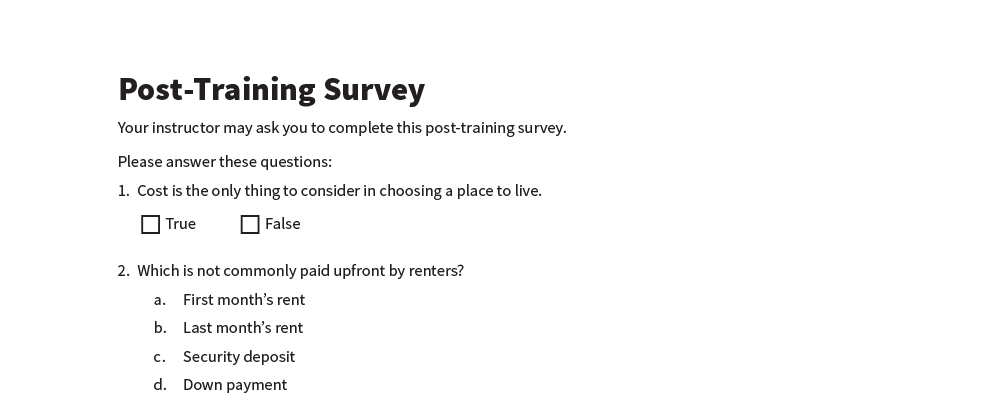 Post-Training Survey
Your instructor may ask you to complete this post-training survey.
Please answer these questions:
1. Cost is the only thing to consider in choosing a place to live.
True False
2. Which is not commonly paid upfront by renters?
a. First month’s rent
b. Last month’s rent
c. Security deposit
d. Down payment